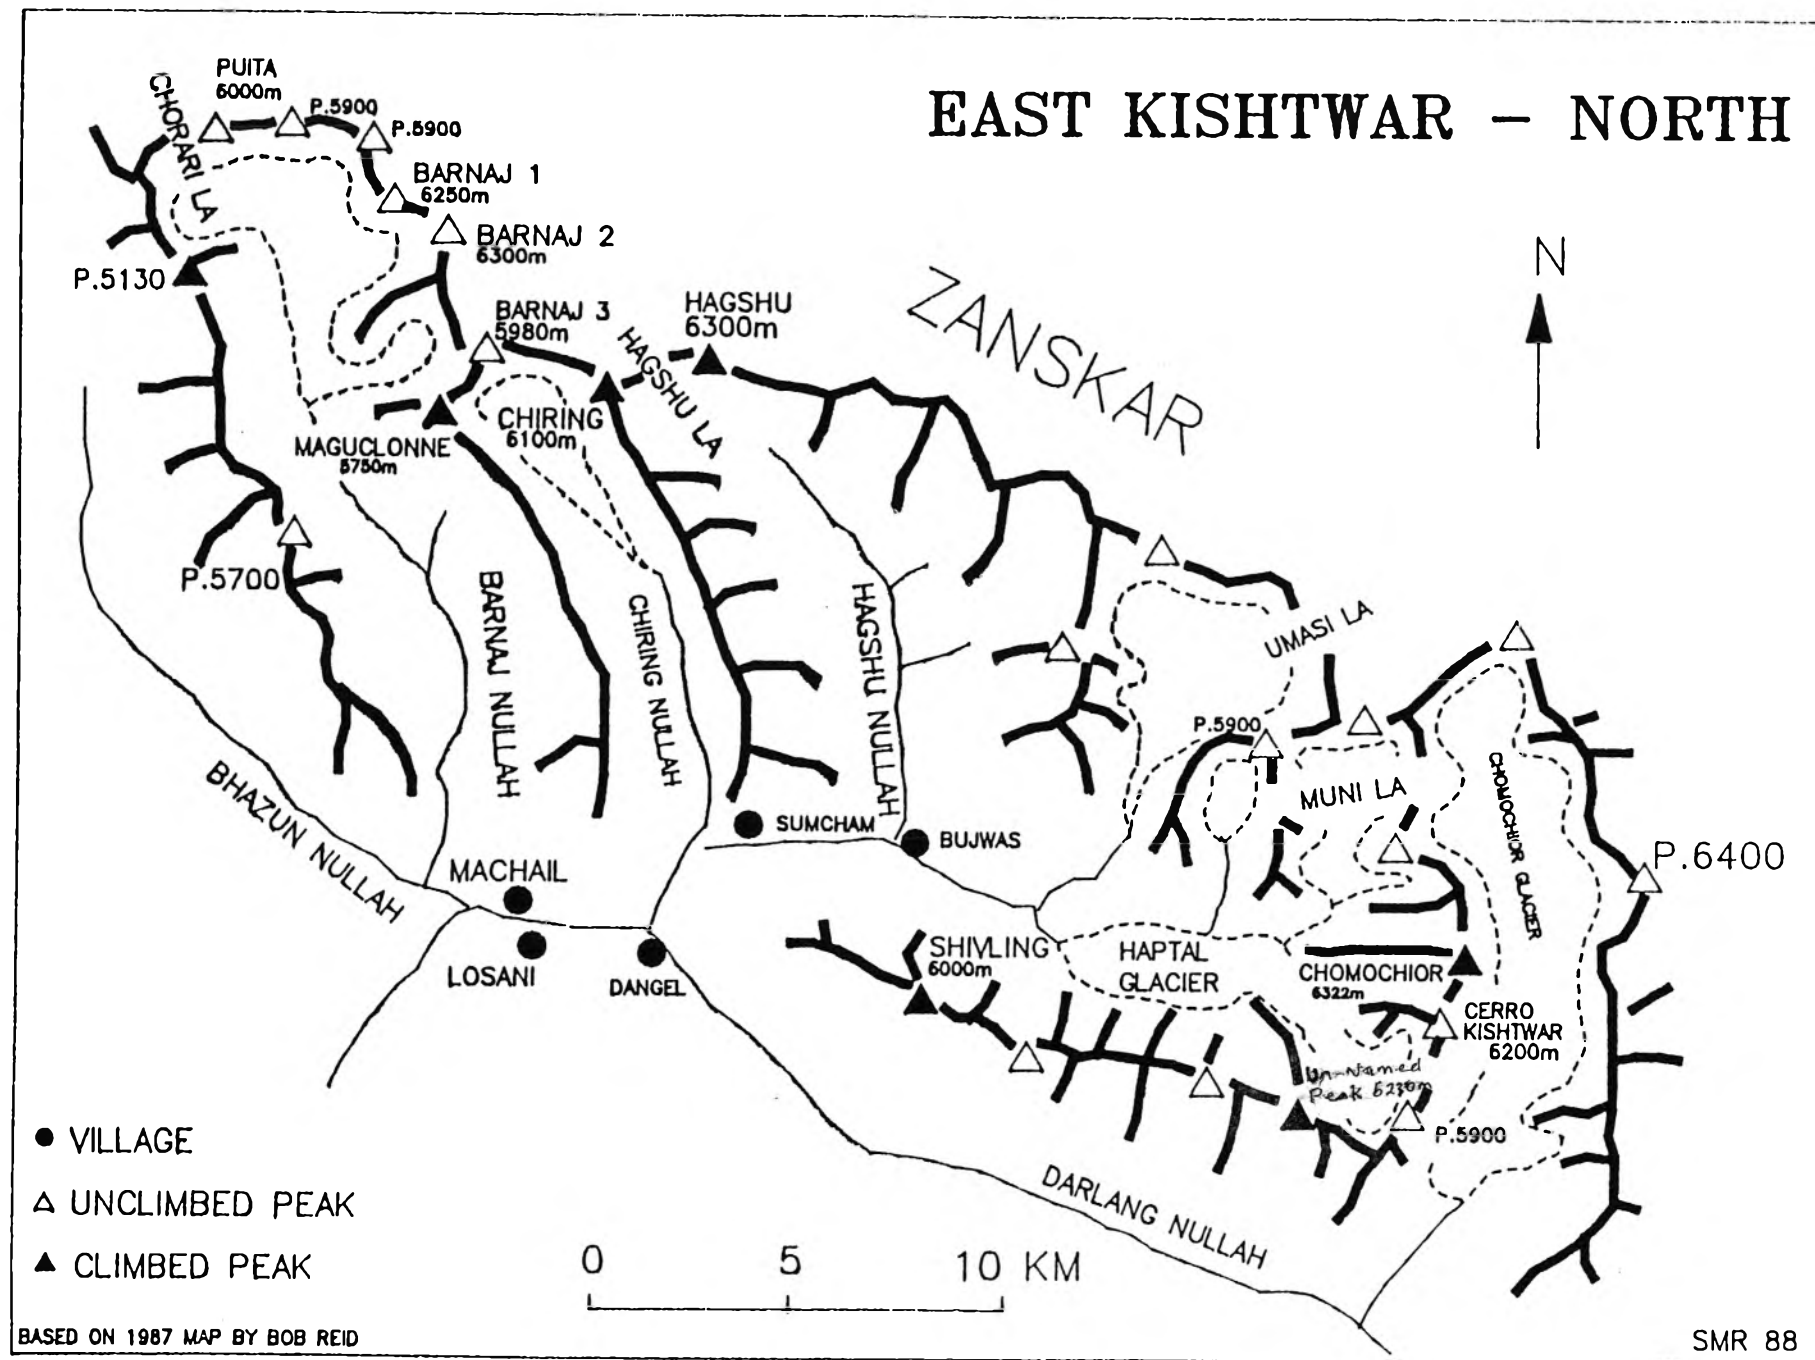 EAST KISHTWAR – NORTH
PUITA
6000m
P.5900
P.5900
CHORARI LA
BARNAJ 1
6250m
BARNAJ 2
6300m
P.5130
BARNAJ 3
5980m
HAGSHU
6300m
HAGSHU LA
ZANSKAR
N
CHIRING
6100m
MAGUCLONNE
5750m
P.5700
BARNAJ NULLAH
CHIRING NULLAH
HAGSHU NULLAH
UMASI LA
P.5900
MUNI LA
CHOMOCHIOR GLACIER
BHAZUN NULLAH
SUMCHAM
BUJWAS
P.6400
MACHAIL
LOSANI
DANGEL
SHIVLING
6000m
HAPTAL
GLACIER
CHOMOCHIOR
6322m
CERRO
KISHTWAR
6200m
Un-Named
Peak 6230m
P.5900
DARLANG NULLAH
VILLAGE
UNCLIMBED PEAK
CLIMBED PEAK
0 5 10 KM
BASED ON 1987 MAP BY BOB REID
SMR 88